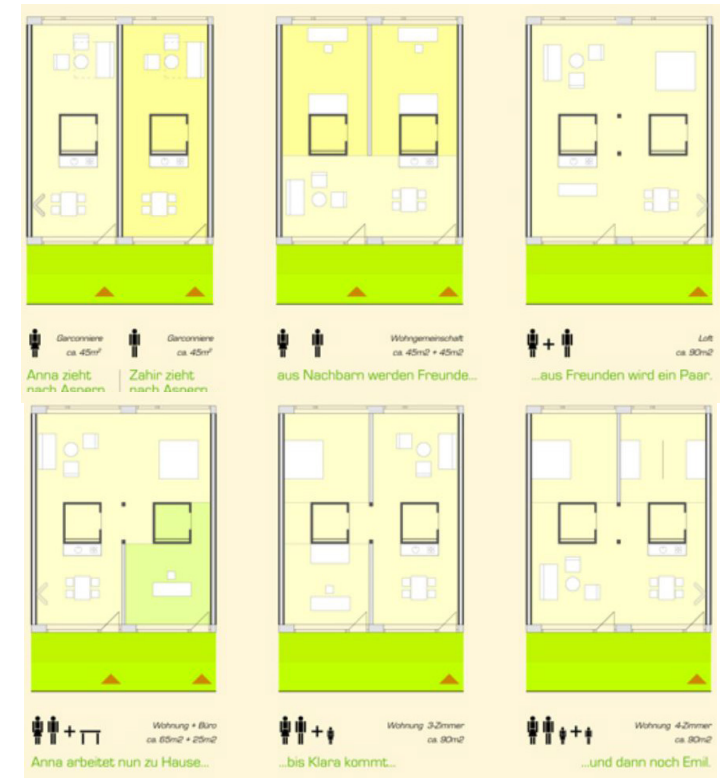 Garconniere
ca. 45m²
Garconniere
ca. 45m²
Anna zieht
nach Aspern
Zahir zieht
nach Aspern
Wohngemeinschaft
ca. 45m2 + 45m2
aus Nachbarn werden Freunde...
Loft
ca. 90m2
...aus Freunden wird ein Paar.
Wohnung + Büro
ca. 65m2 + 25m2
Anna arbeitet nun zu Hause...
Wohnung 3-Zimmer
ca. 90m2
...bis Klara kommt...
Wohnung 4-Zimmer
ca. 90m2
...und dann noch Emil.